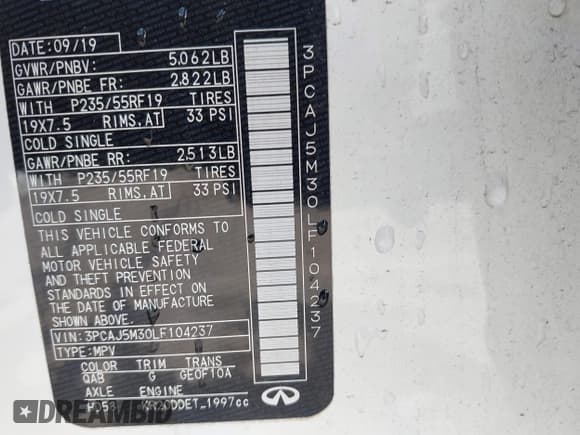 DATE: 09/19
GVWR/PNBV: 5.062LB
GAWR/PNBE FR: 2.822LB
WITH P235/55RF19 TIRES
19X7.5 RIMS.AT 33 PSI
COLD SINGLE
GAWR/PNBE RR: 2.513LB
WITH P235/55RF19 TIRES
19X7.5 RIMS.AT 33 PSI
COLD SINGLE
THIS VEHICLE CONFORMS TO
ALL APPLICABLE FEDERAL
MOTOR VEHICLE SAFETY
AND THEFT PREVENTION
STANDARDS IN EFFECT ON
THE DATE OF MANUFACTURE
SHOWN ABOVE.
VIN: 3PCAJ5M30LF104237
TYPE: MPV
COLOR TRIM TRANS
QAB G GE0F10A
AXLE ENGINE
KR20DDET_1997cc
3PCAJ5M30LF104237
DREAMBID